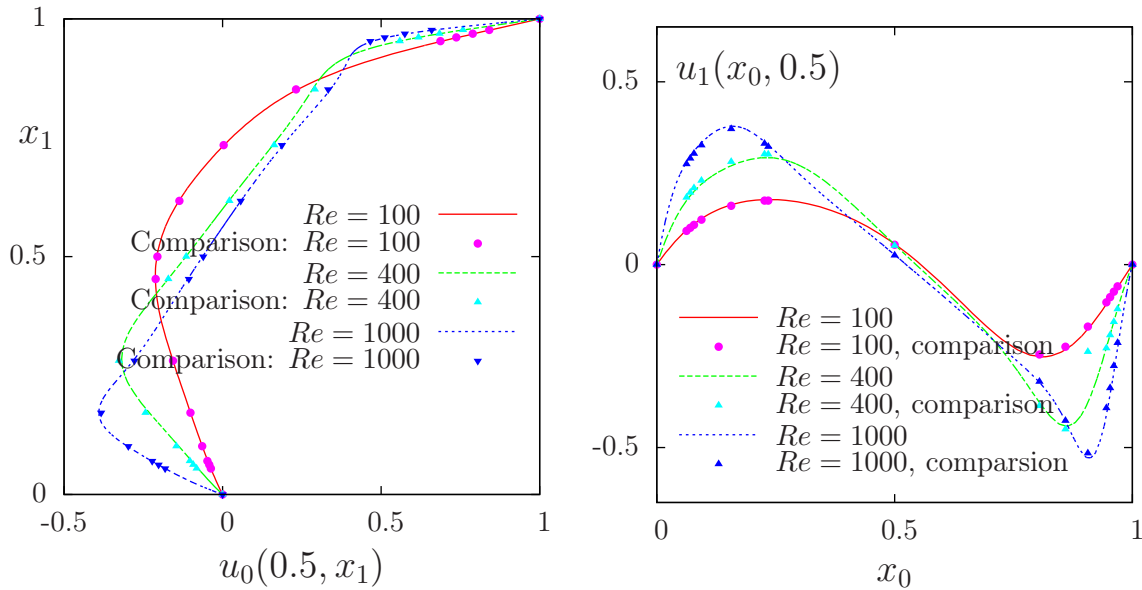 1
x_1
0.5
0
Re = 100
Comparison: Re = 100
Re = 400
Comparison: Re = 400
Re = 1000
Comparison: Re = 1000
-0.5
0
0.5
1
u_0(0.5, x_1)
u_1(x_0, 0.5)
0.5
0
-0.5
Re = 100
Re = 100, comparison
Re = 400
Re = 400, comparison
Re = 1000
Re = 1000, comparsion
0
0.5
1
x_0